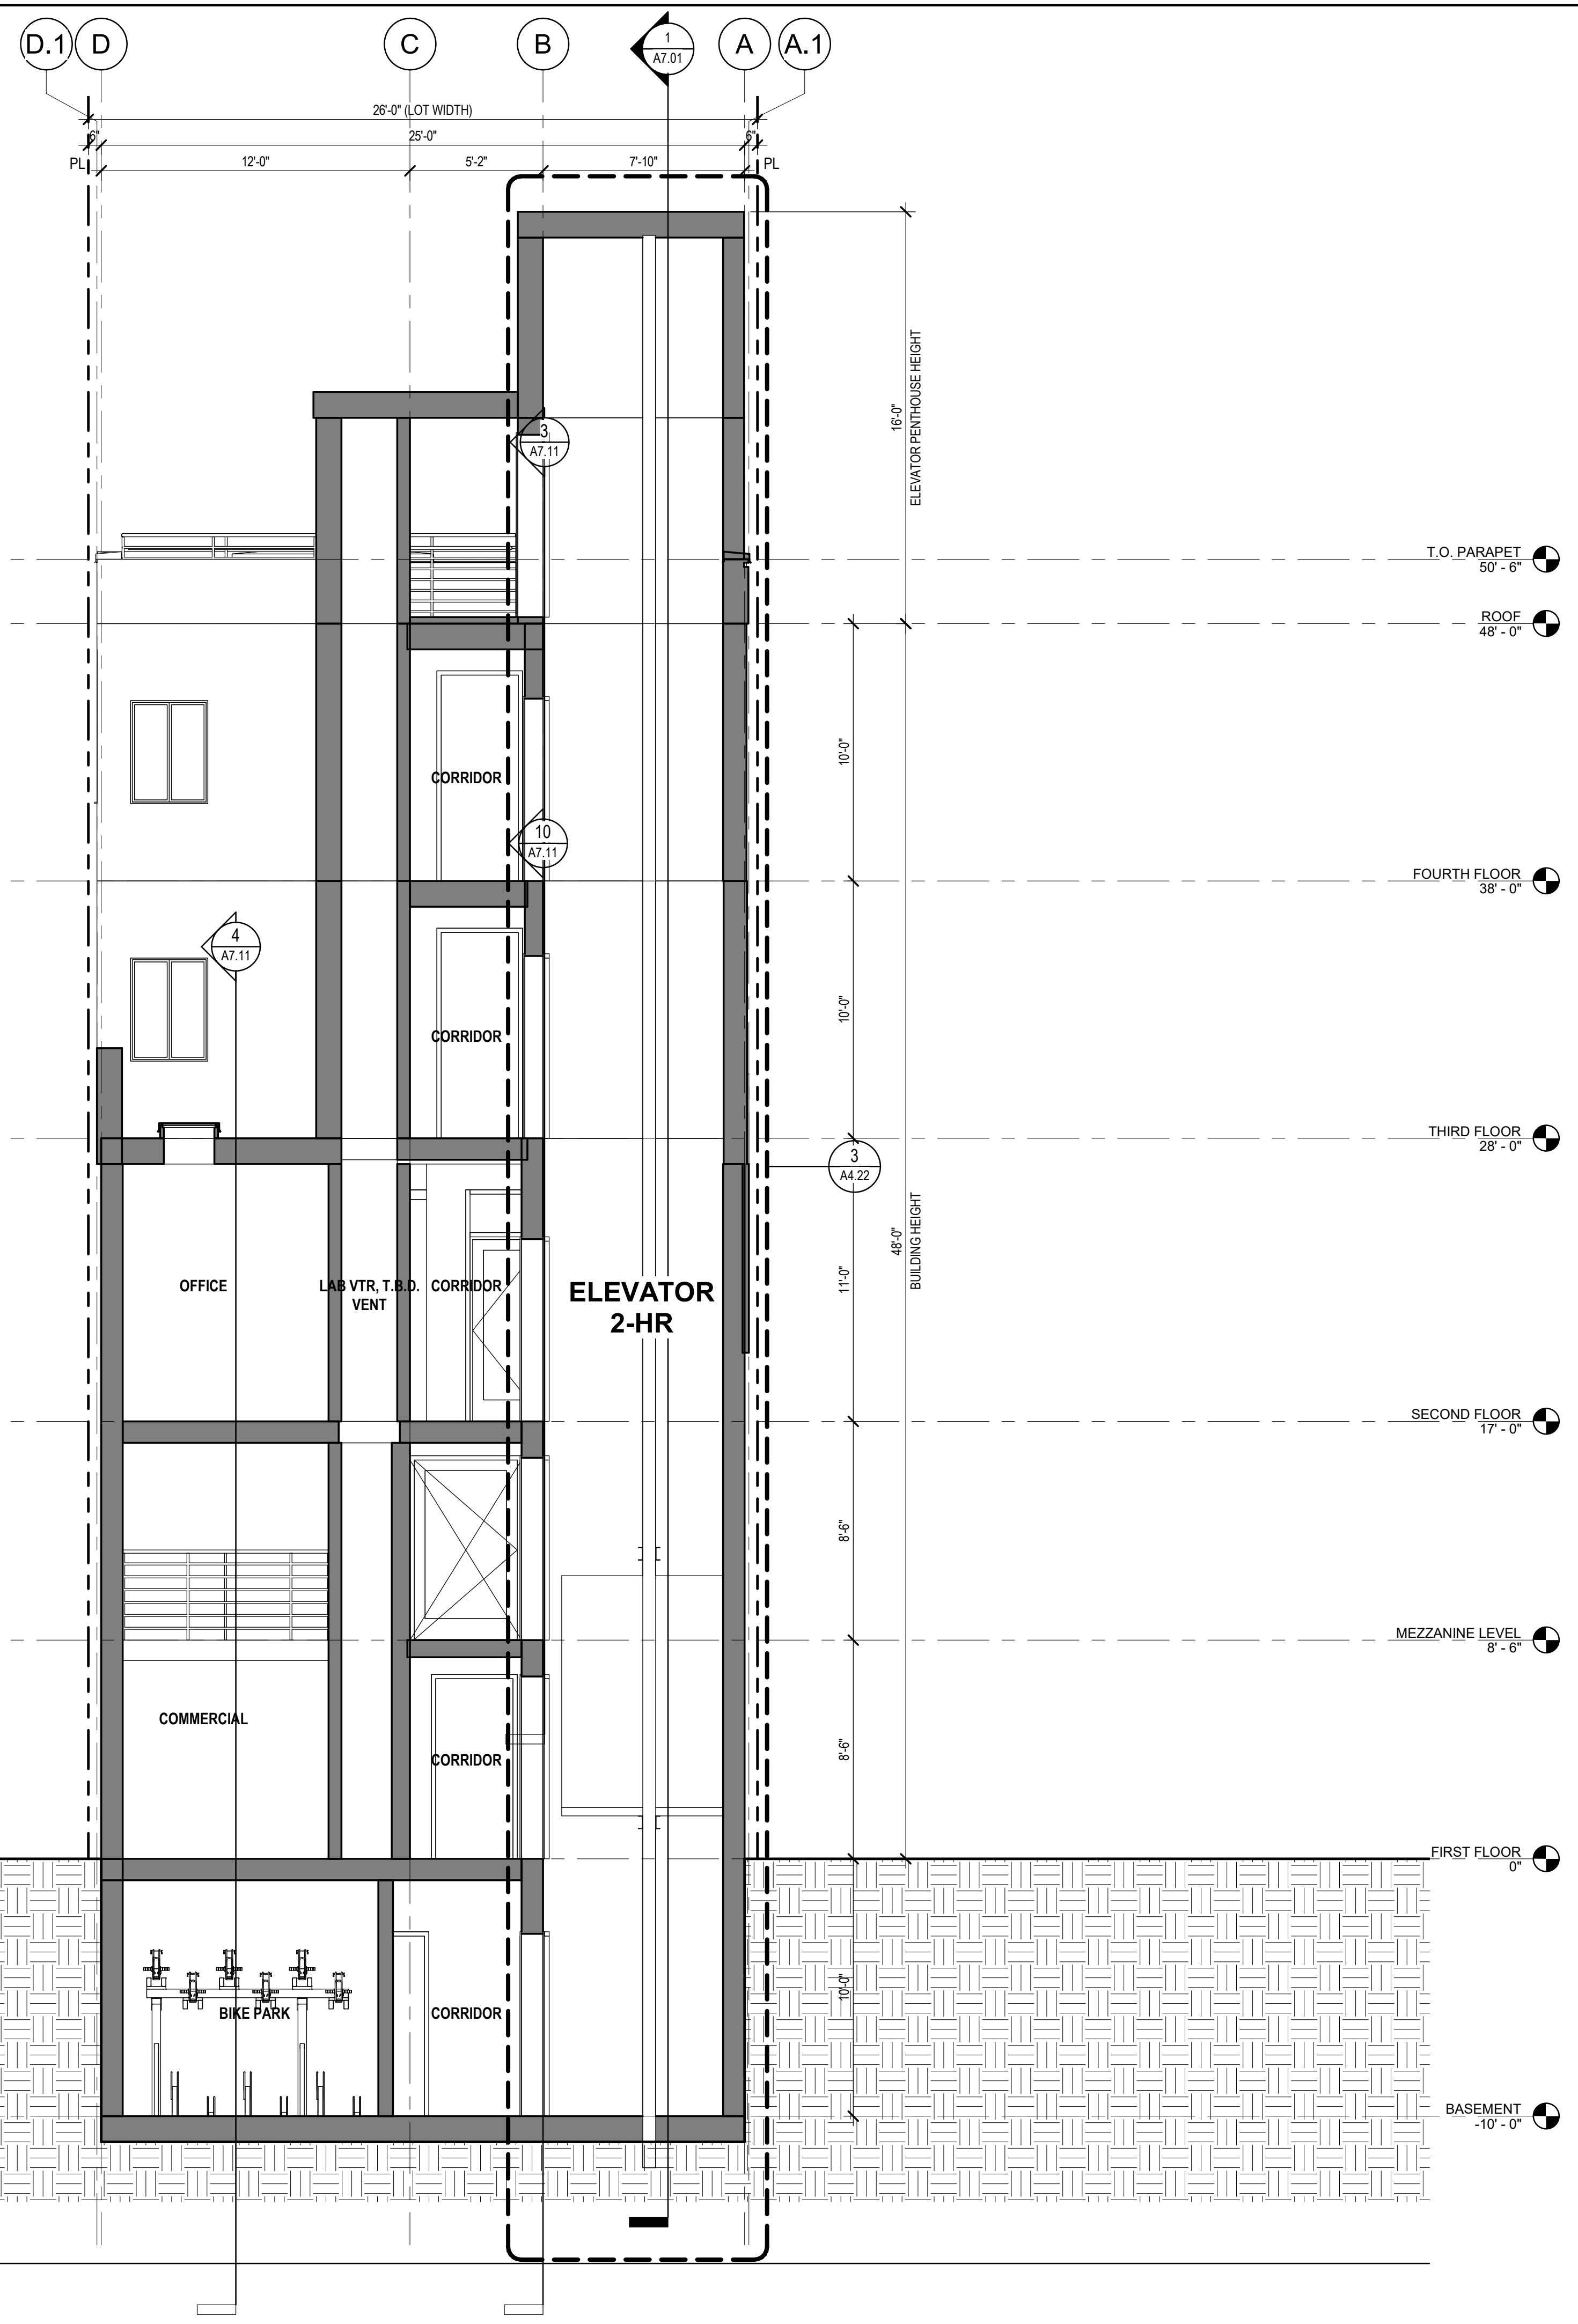 D.1 D C B 1 A A.1
A7.01
26'-0" (LOT WIDTH)
6" 25'-0" 6"
PL 12'-0" 5'-2" 7'-10" PL
16'-0"
ELEVATOR PENTHOUSE HEIGHT
3
A7.11
T.O. PARAPET
50' - 6"
ROOF
48' - 0"
10'-0"
CORRIDOR
10
A7.11
FOURTH FLOOR
38' - 0"
4
A7.11
10'-0"
CORRIDOR
THIRD FLOOR
28' - 0"
3
A4.22
48'-0"
BUILDING HEIGHT
11'-0"
OFFICE
LAB VTR, T.B.D.
VENT
CORRIDOR
ELEVATOR
2-HR
SECOND FLOOR
17' - 0"
8'-6"
MEZZANINE LEVEL
8' - 6"
COMMERCIAL
CORRIDOR
8'-6"
FIRST FLOOR
0"
10'-0"
BIKE PARK
CORRIDOR
BASEMENT
-10' - 0"